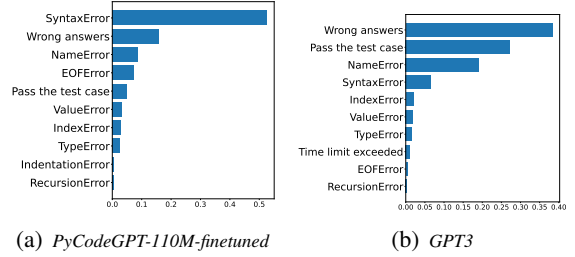 SyntaxError
Wrong answers
NameError
EOFError
Pass the test case
ValueError
IndexError
TypeError
IndentationError
RecursionError
0.0 0.1 0.2 0.3 0.4 0.5
(a) PyCodeGPT-110M-finetuned
Wrong answers
Pass the test case
NameError
SyntaxError
IndexError
ValueError
TypeError
Time limit exceeded
EOFError
RecursionError
0.00 0.05 0.10 0.15 0.20 0.25 0.30 0.35 0.40
(b) GPT3